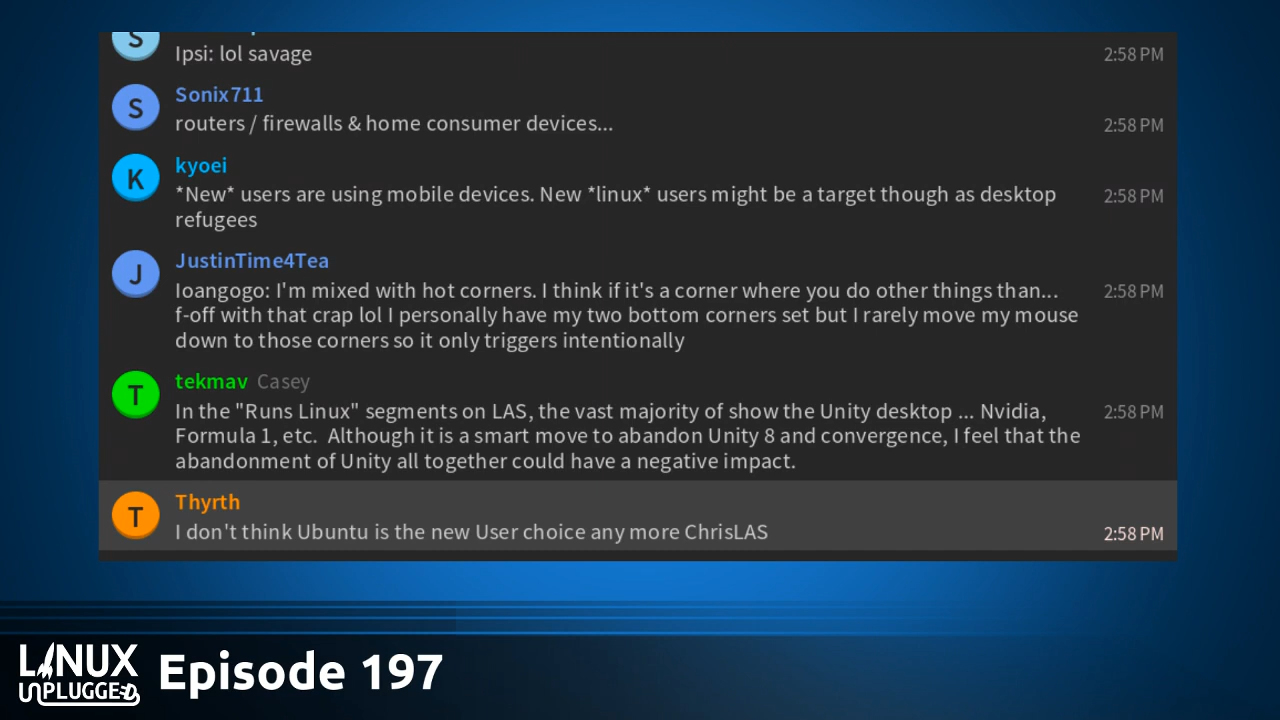 S
Ipsi: lol savage
2:58 PM
S
Sonix711
routers / firewalls & home consumer devices...
2:58 PM
K
kyoei
*New* users are using mobile devices. New *linux* users might be a target though as desktop
2:58 PM
refugees
J
JustinTime4Tea
Ioangogo: I'm mixed with hot corners. I think if it's a corner where you do other things than...
2:58 PM
f-off with that crap lol I personally have my two bottom corners set but I rarely move my mouse
down to those corners so it only triggers intentionally
T
tekmav Casey
In the "Runs Linux" segments on LAS, the vast majority of show the Unity desktop ... Nvidia,
2:58 PM
Formula 1, etc.  Although it is a smart move to abandon Unity 8 and convergence, I feel that the
abandonment of Unity all together could have a negative impact.
T
Thyrth
I don't think Ubuntu is the new User choice any more ChrisLAS
2:58 PM
LINUX
UNPLUGGED
Episode 197